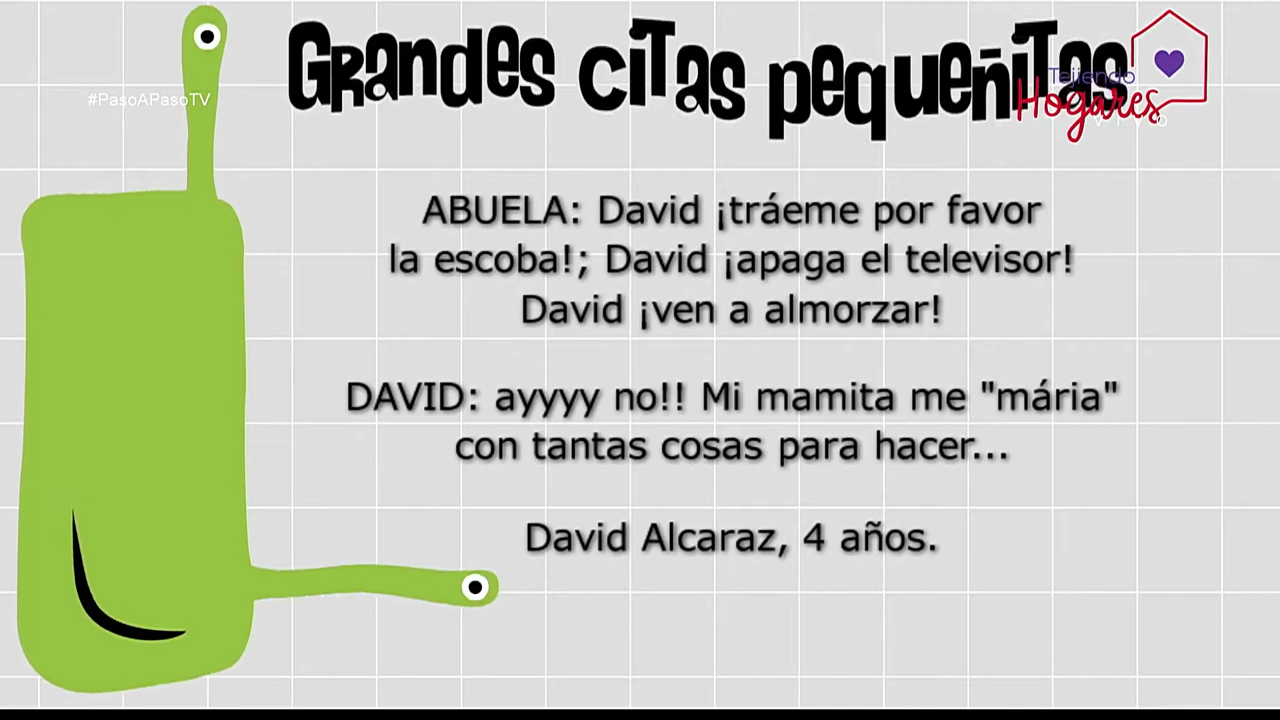 Grandes citas pequeñitas
Tejiendo
Hogares
#PasoAPasoTV
ABUELA: David ¡tráeme por favor
la escoba!; David ¡apaga el televisor!
David ¡ven a almorzar!
DAVID: ayyyy no!! Mi mamita me "mária"
con tantas cosas para hacer...
David Alcaraz, 4 años.